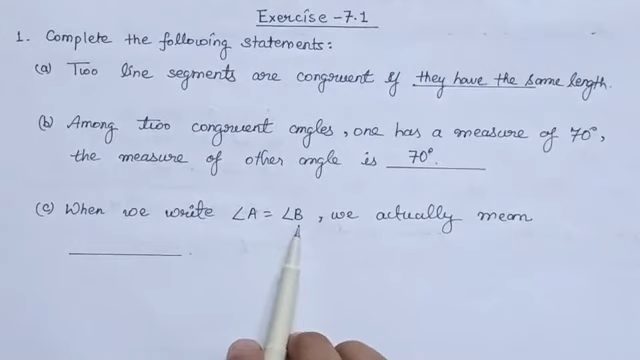 Exercise -7.1
1. Complete the following statements:
(a) Two line segments are congruent if they have the same length.
(b) Among two congruent angles, one has a measure of 70°,
the measure of other angle is 70°.
(c) When we write ∠A = ∠B, we actually mean